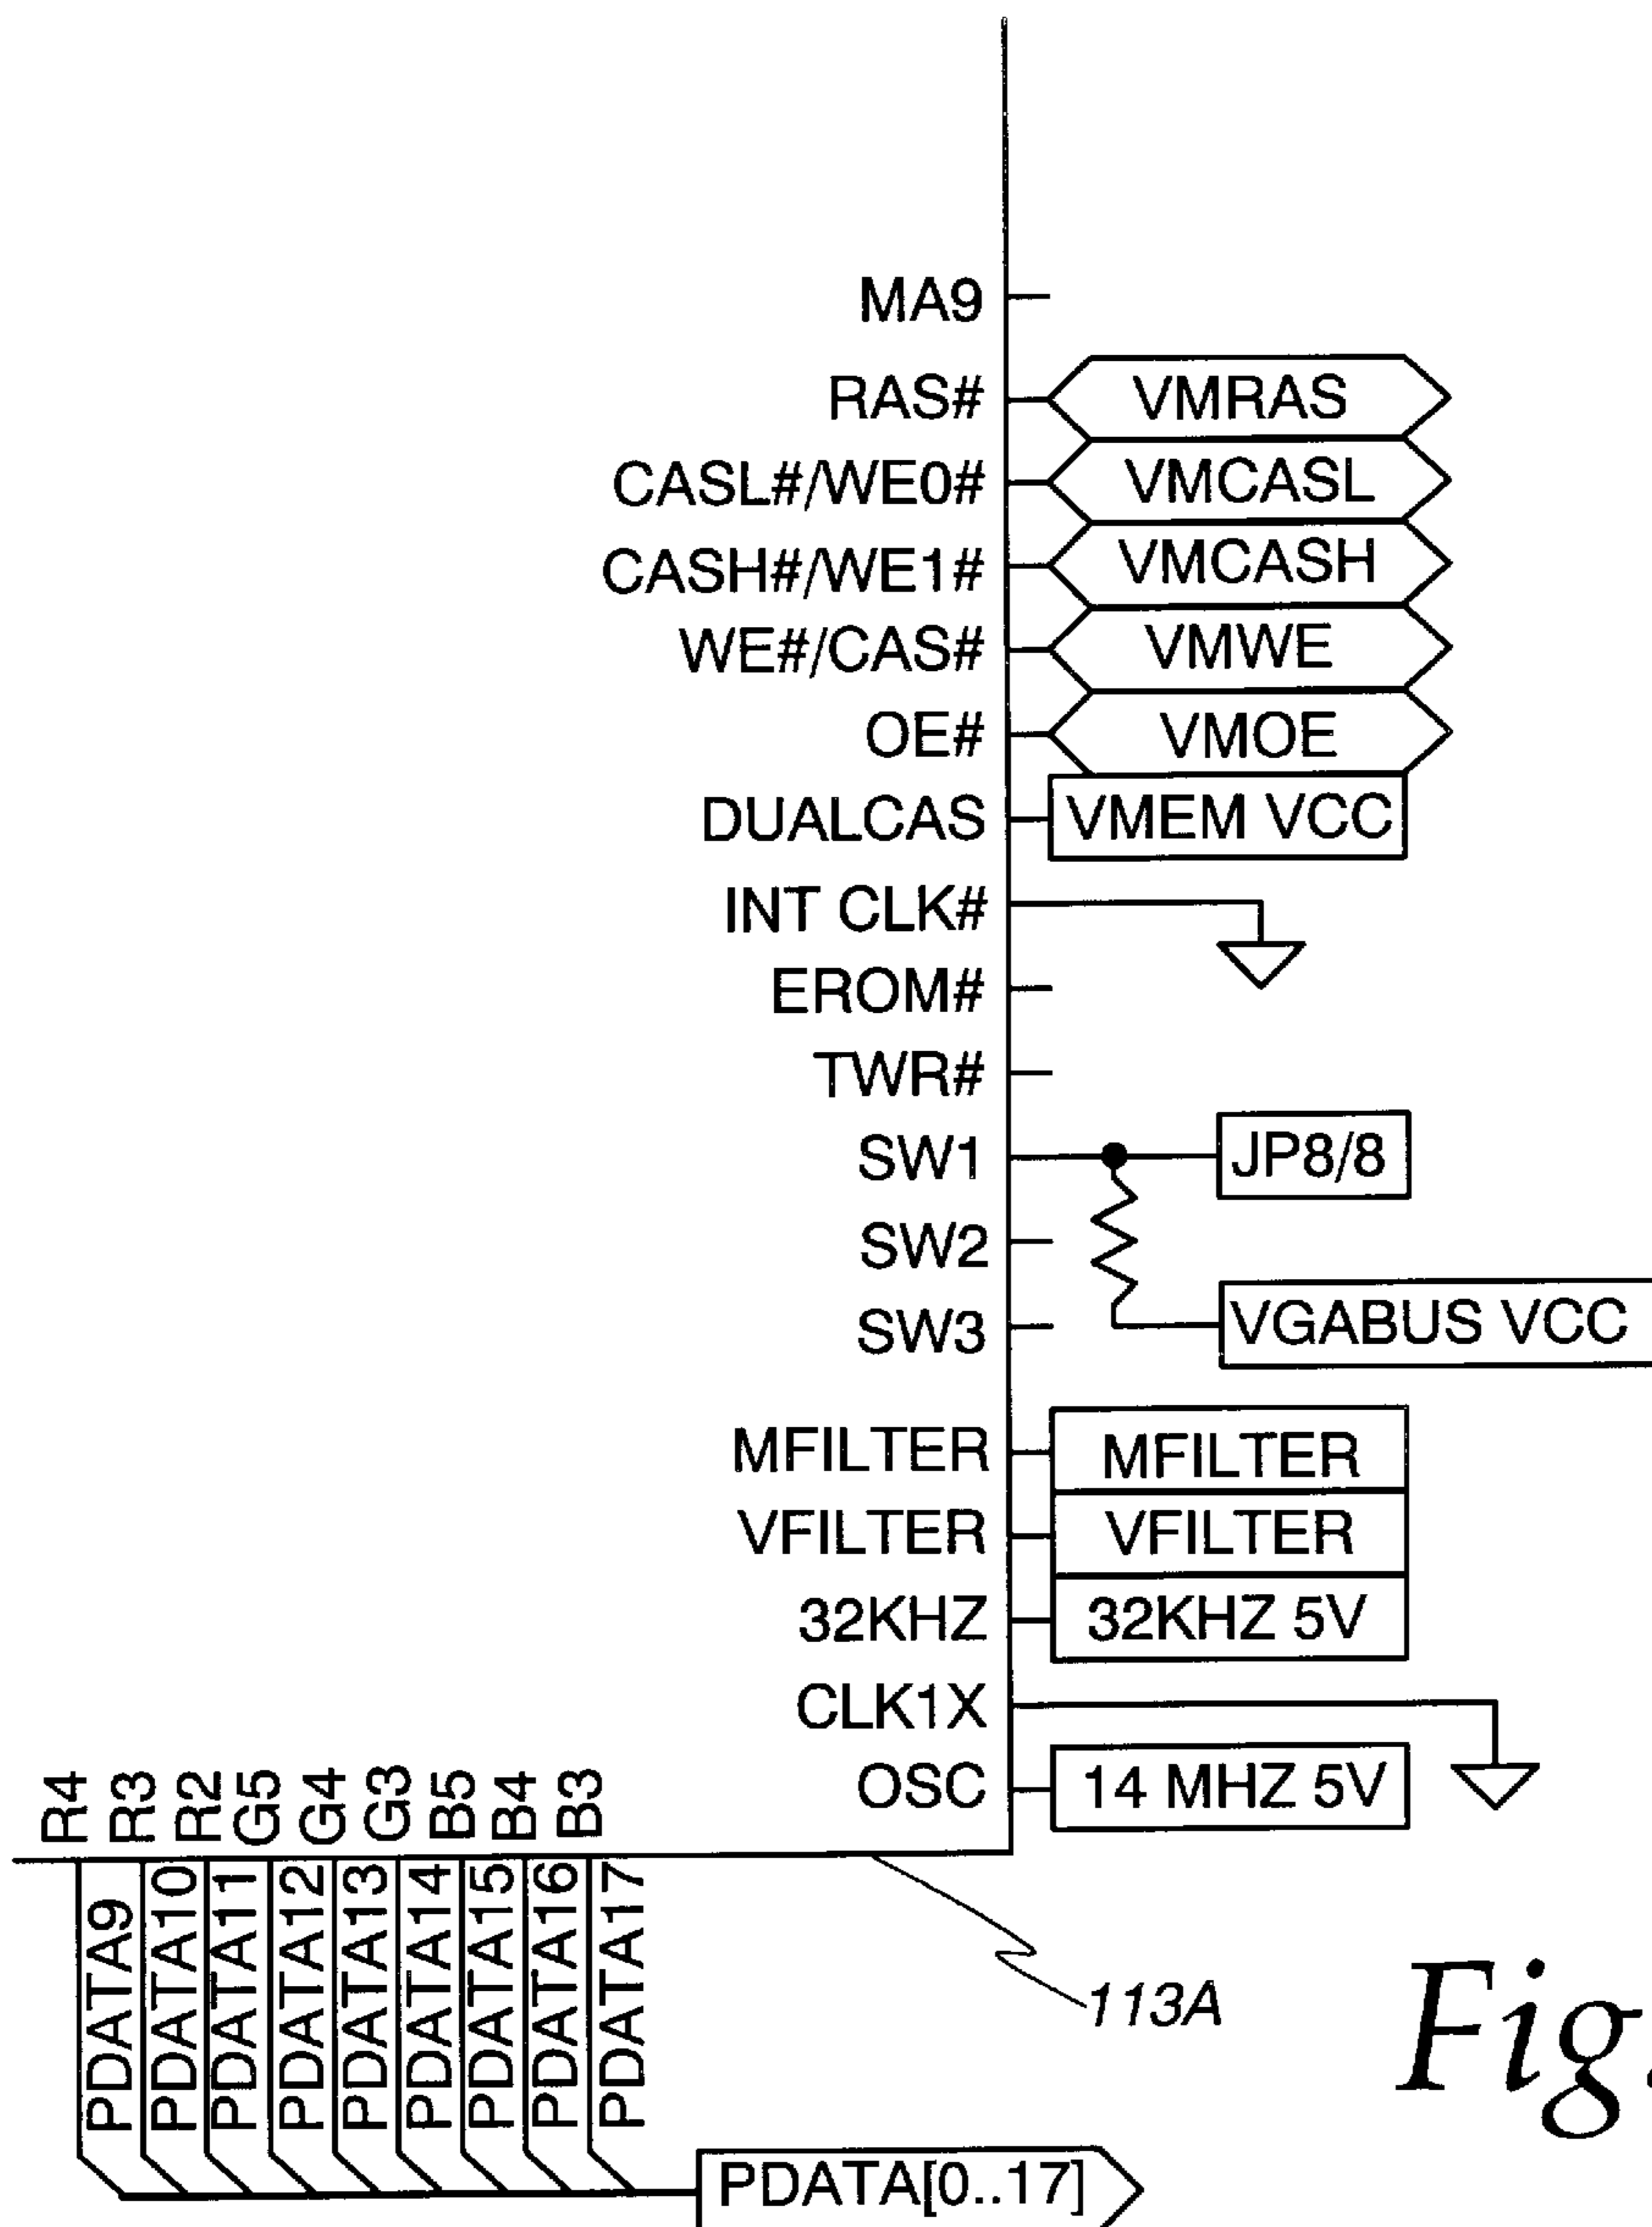 MA9
RAS# VMRAS
CASL#/WE0# VMCASL
CASH#/WE1# VMCASH
WE#/CAS# VMWE
OE# VMOE
DUALCAS VMEM VCC
INT CLK#
EROM#
TWR#
SW1 JP8/8
SW2
SW3 VGABUS VCC
MFILTER MFILTER
VFILTER VFILTER
32KHZ 32KHZ 5V
CLK1X
OSC 14 MHZ 5V
R4 R3 R2 G5 G4 G3 B5 B4 B3
PDATA9 PDATA10 PDATA11 PDATA12 PDATA13 PDATA14 PDATA15 PDATA16 PDATA17
113A
Fig.
PDATA[0..17]